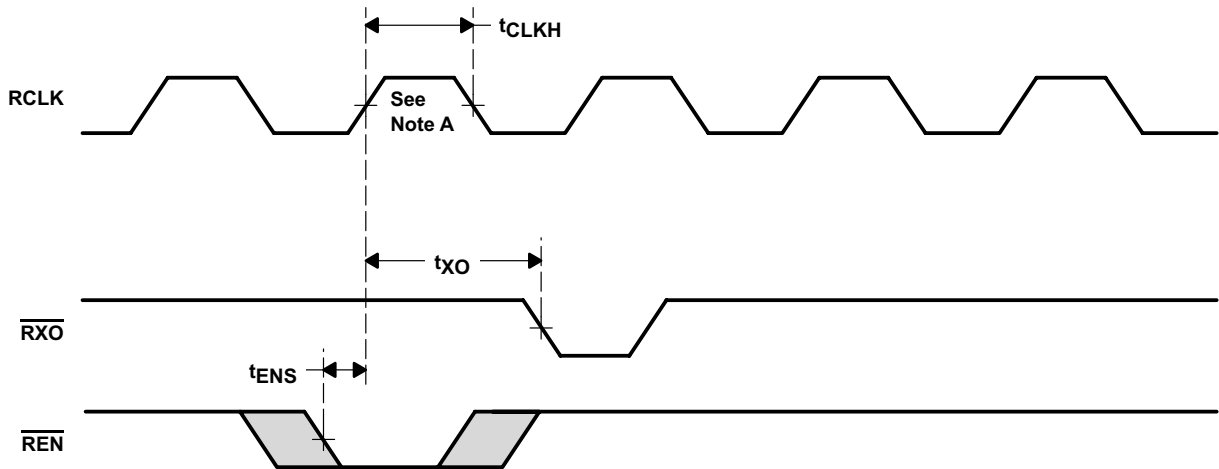 tCLKH
RCLK
See
Note A
tXO
RXO
tENS
REN